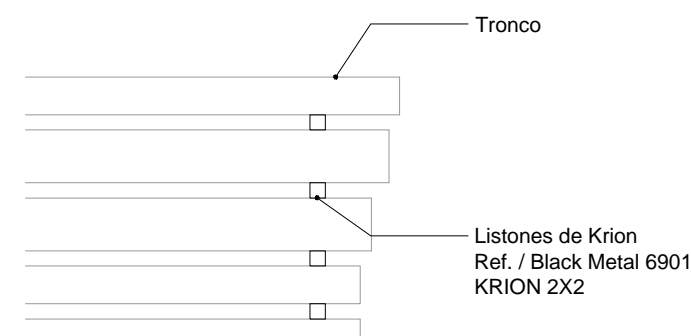 Tronco
Listones de Krion
Ref. / Black Metal 6901
KRION 2X2